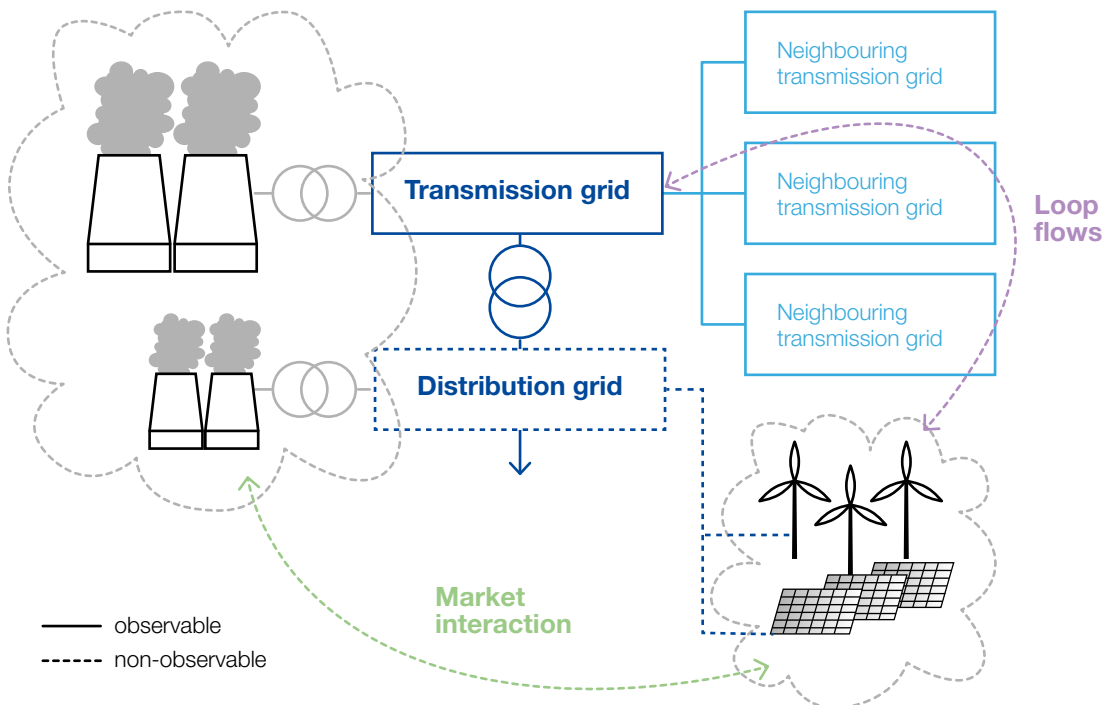 Neighbouring
transmission grid
Transmission grid
Neighbouring
transmission grid
Loop
flows
Neighbouring
transmission grid
Distribution grid
Market
interaction
observable
non-observable